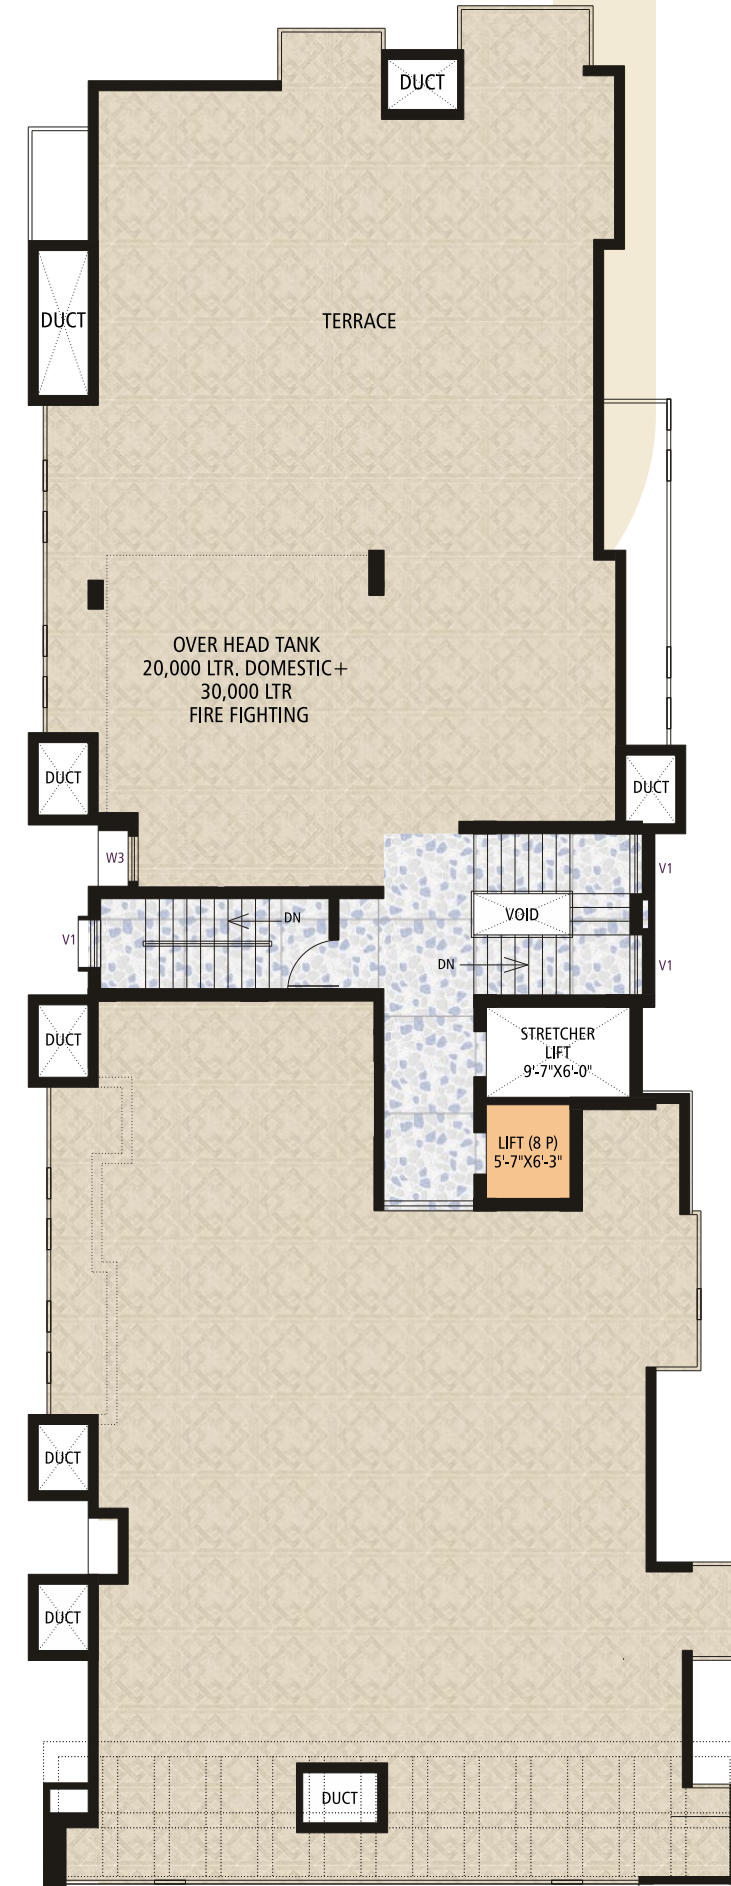 DUCT
DUCT
TERRACE
OVER HEAD TANK
20,000 LTR. DOMESTIC+
30,000 LTR
FIRE FIGHTING
DUCT
DUCT
W3
V1
VOID
DN
V1
DN
V1
STRETCHER
LIFT
9'-7"X6'-0"
DUCT
LIFT (8 P)
5'-7"X6'-3"
DUCT
DUCT
DUCT